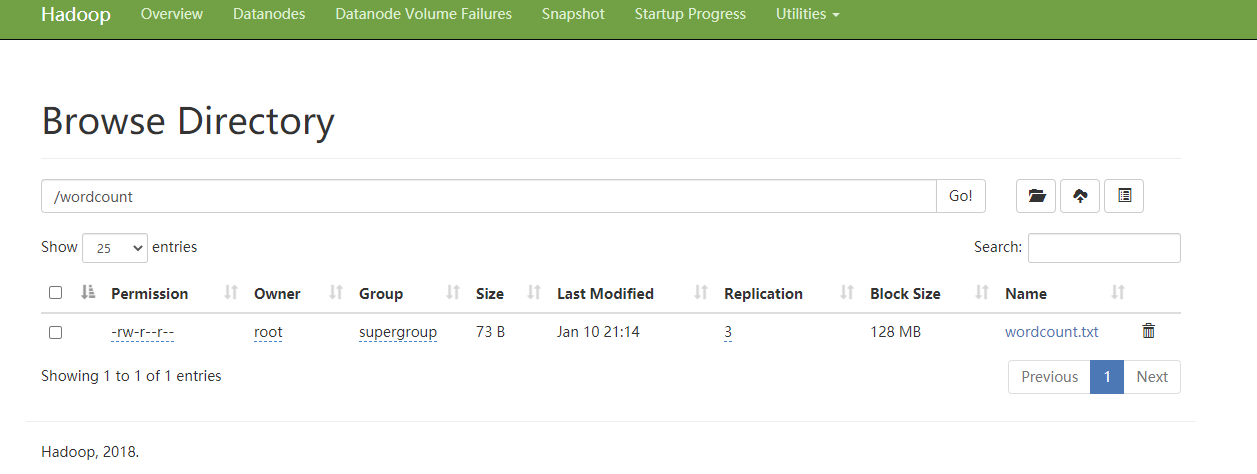 Hadoop Overview Datanodes Datanode Volume Failures Snapshot Startup Progress Utilities
Browse Directory
/wordcount Go!
Show 25 entries Search:
Permission Owner Group Size Last Modified Replication Block Size Name
-rw-r--r-- root supergroup 73 B Jan 10 21:14 3 128 MB wordcount.txt
Showing 1 to 1 of 1 entries Previous 1 Next
Hadoop, 2018.